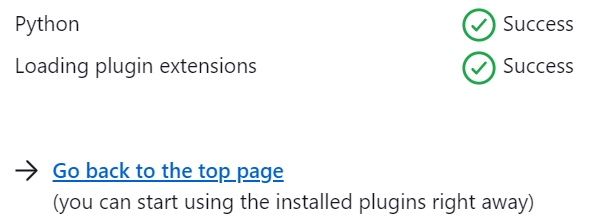 Python Success
Loading plugin extensions Success
Go back to the top page
(you can start using the installed plugins right away)